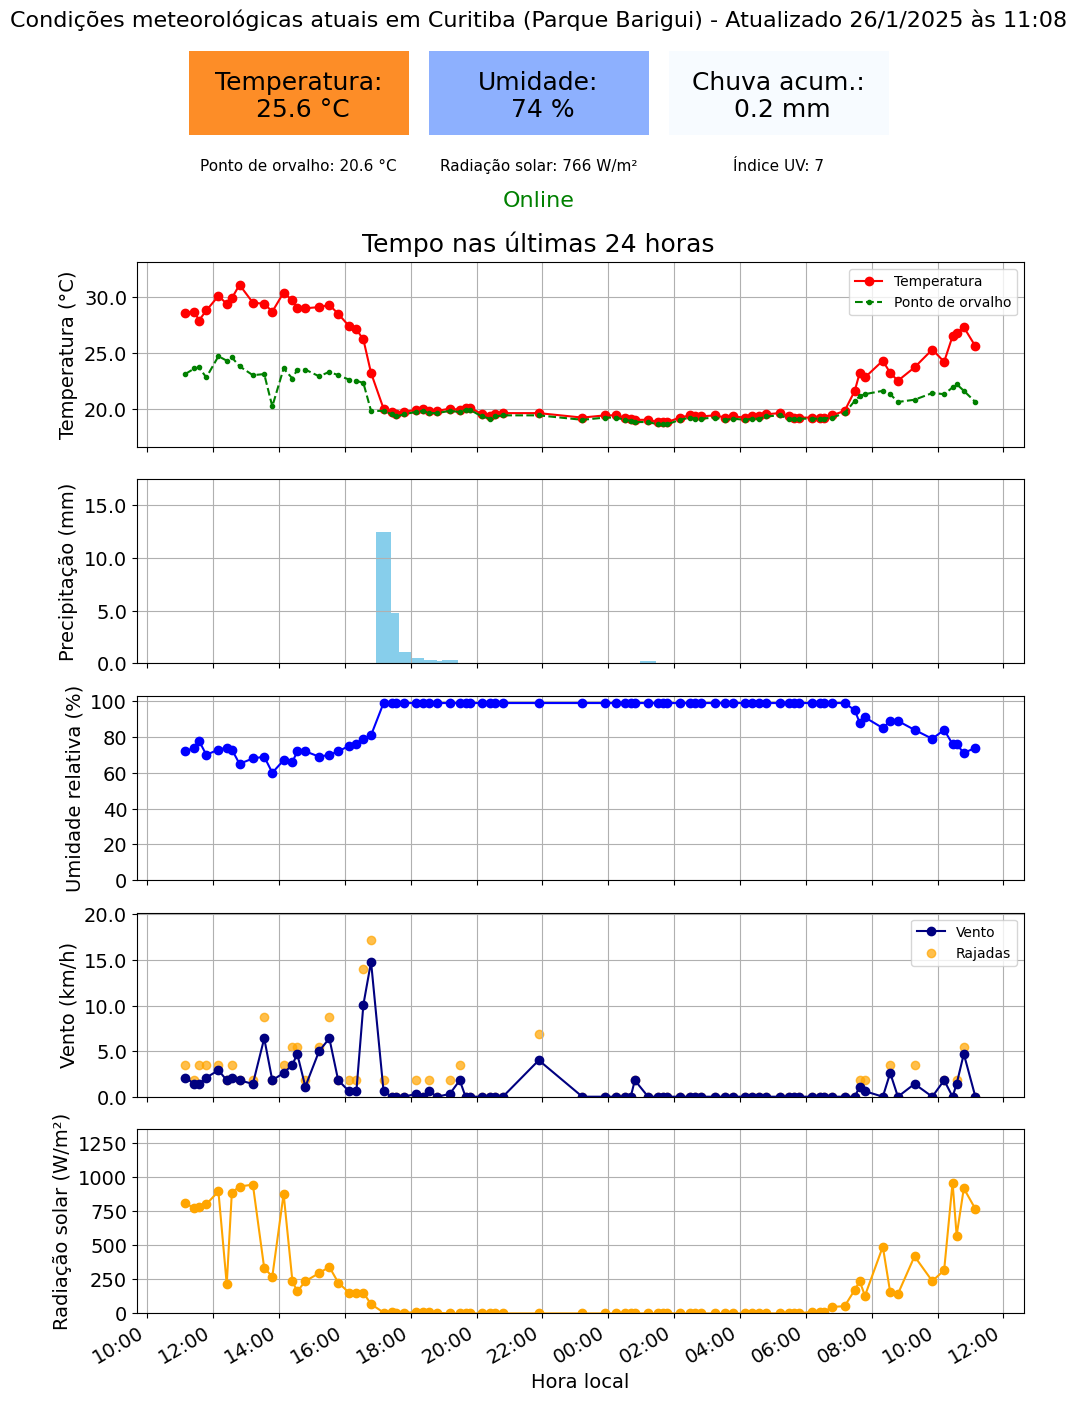 Condições meteorológicas atuais em Curitiba (Parque Barigui) - Atualizado 26/1/2025 às 11:08
Temperatura:
25.6 °C
Umidade:
74 %
Chuva acum.:
0.2 mm
Ponto de orvalho: 20.6 °C
Radiação solar: 766 W/m²
Índice UV: 7
Online
Tempo nas últimas 24 horas
Temperatura (°C)
30.0
25.0
20.0
Temperatura
Ponto de orvalho
Precipitação (mm)
15.0
10.0
5.0
0.0
Umidade relativa (%)
100
80
60
40
20
0
Vento (km/h)
20.0
15.0
10.0
5.0
0.0
Vento
Rajadas
Radiação solar (W/m²)
1250
1000
750
500
250
0
10:00
12:00
14:00
16:00
18:00
20:00
22:00
00:00
02:00
04:00
06:00
08:00
10:00
12:00
Hora local